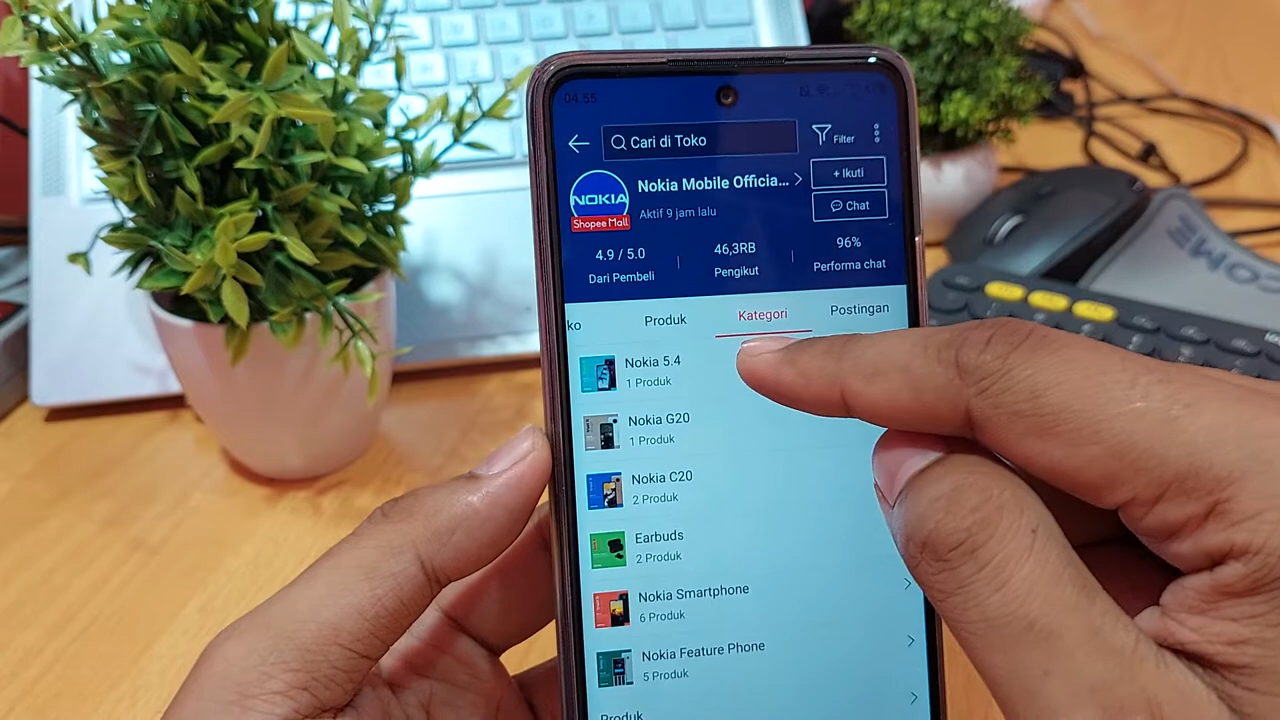 04.55
Cari di Toko
Filter
NOKIA
Shopee Mall
Nokia Mobile Officia...
Aktif 9 jam lalu
+ Ikuti
Chat
4.9 / 5.0
Dari Pembeli
46,3RB
Pengikut
96%
Performa chat
ko
Produk
Kategori
Postingan
Nokia 5.4
1 Produk
Nokia G20
1 Produk
Nokia C20
2 Produk
Earbuds
2 Produk
Nokia Smartphone
6 Produk
Nokia Feature Phone
5 Produk
Produk
COME